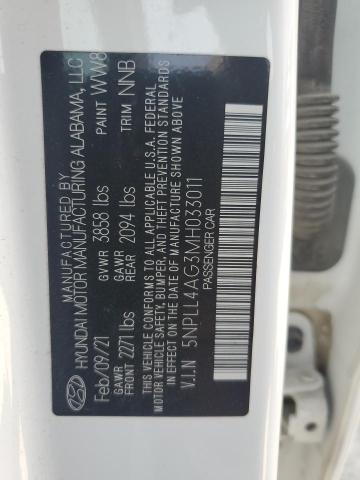 MANUFACTURED BY
HYUNDAI MOTOR MANUFACTURING ALABAMA, LLC
Feb/09/21 GVWR 3858 lbs PAINT WW8
GAWR FRONT 2271 lbs GAWR REAR 2094 lbs TRIM NNB
THIS VEHICLE CONFORMS TO ALL APPLICABLE U.S.A. FEDERAL
MOTOR VEHICLE SAFETY, BUMPER, AND THEFT PREVENTION STANDARDS
IN EFFECT ON THE DATE OF MANUFACTURE SHOWN ABOVE
V.I.N 5NPLL4AG3MH033011
PASSENGER CAR